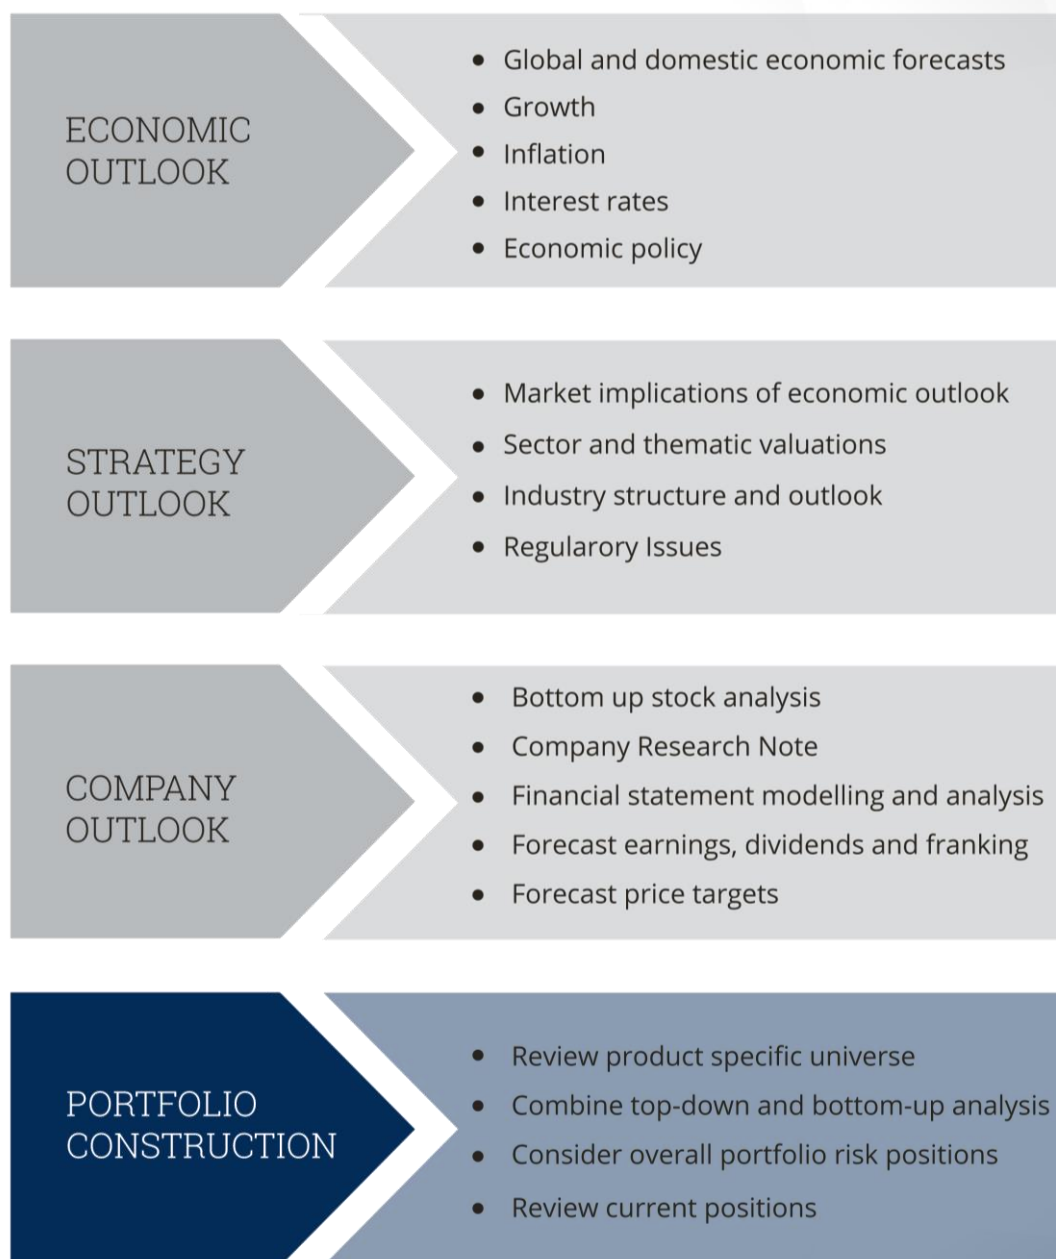 ECONOMIC
OUTLOOK
• Global and domestic economic forecasts
• Growth
• Inflation
• Interest rates
• Economic policy
STRATEGY
OUTLOOK
• Market implications of economic outlook
• Sector and thematic valuations
• Industry structure and outlook
• Regularory Issues
COMPANY
OUTLOOK
• Bottom up stock analysis
• Company Research Note
• Financial statement modelling and analysis
• Forecast earnings, dividends and franking
• Forecast price targets
PORTFOLIO
CONSTRUCTION
• Review product specific universe
• Combine top-down and bottom-up analysis
• Consider overall portfolio risk positions
• Review current positions